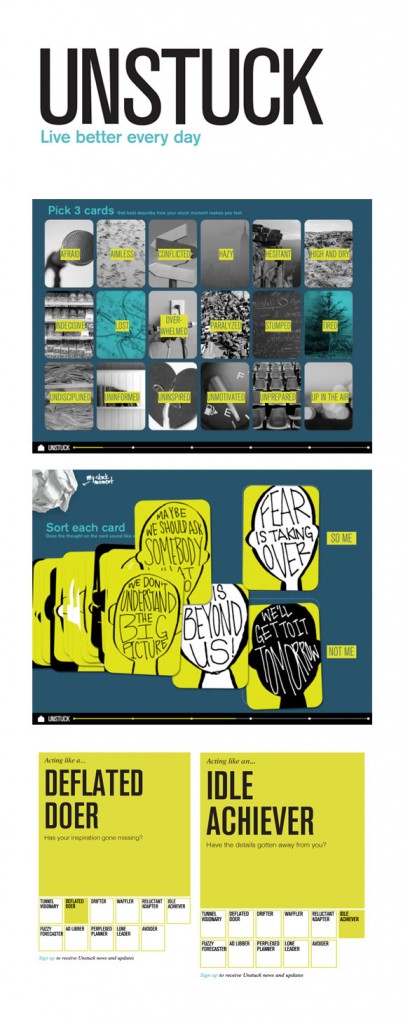 UNSTUCK
Live better every day
Pick 3 cards that best describe how your stuck moment makes you feel
AFRAID
AIMLESS
CONFLICTED
HAZY
HESITANT
HIGH AND DRY
INDECISIVE
LOST
OVER-
WHELMED
PARALYZED
STUMPED
TIRED
UNDISCIPLINED
UNINFORMED
UNINSPIRED
UNMOTIVATED
UNPREPARED
UP IN THE AIR
UNSTUCK
my stuck
moment
Sort each card
Does the thought on the card sound like
MAYBE
WE SHOULD ASK
SOMEBODY
WE DON'T
UNDERSTAND
THE
BIG
PICTURE
IS
BEYOND
US!
FEAR
IS TAKING
OVER
SO ME
WE'LL
GET TO IT
TOMORROW
NOT ME
UNSTUCK
Acting like a...
DEFLATED
DOER
Has your inspiration gone missing?
TUNNEL
VISIONARY
DEFLATED
DOER
DRIFTER
WAFFLER
RELUCTANT
ADAPTER
IDLE
ACHIEVER
FUZZY
FORECASTER
AD LIBBER
PERPLEXED
PLANNER
LONE
LEADER
AVOIDER
Sign up to receive Unstuck news and updates
Acting like an...
IDLE
ACHIEVER
Have the details gotten away from you?
TUNNEL
VISIONARY
DEFLATED
DOER
DRIFTER
WAFFLER
RELUCTANT
ADAPTER
IDLE
ACHIEVER
FUZZY
FORECASTER
AD LIBBER
PERPLEXED
PLANNER
LONE
LEADER
AVOIDER
Sign up to receive Unstuck news and updates